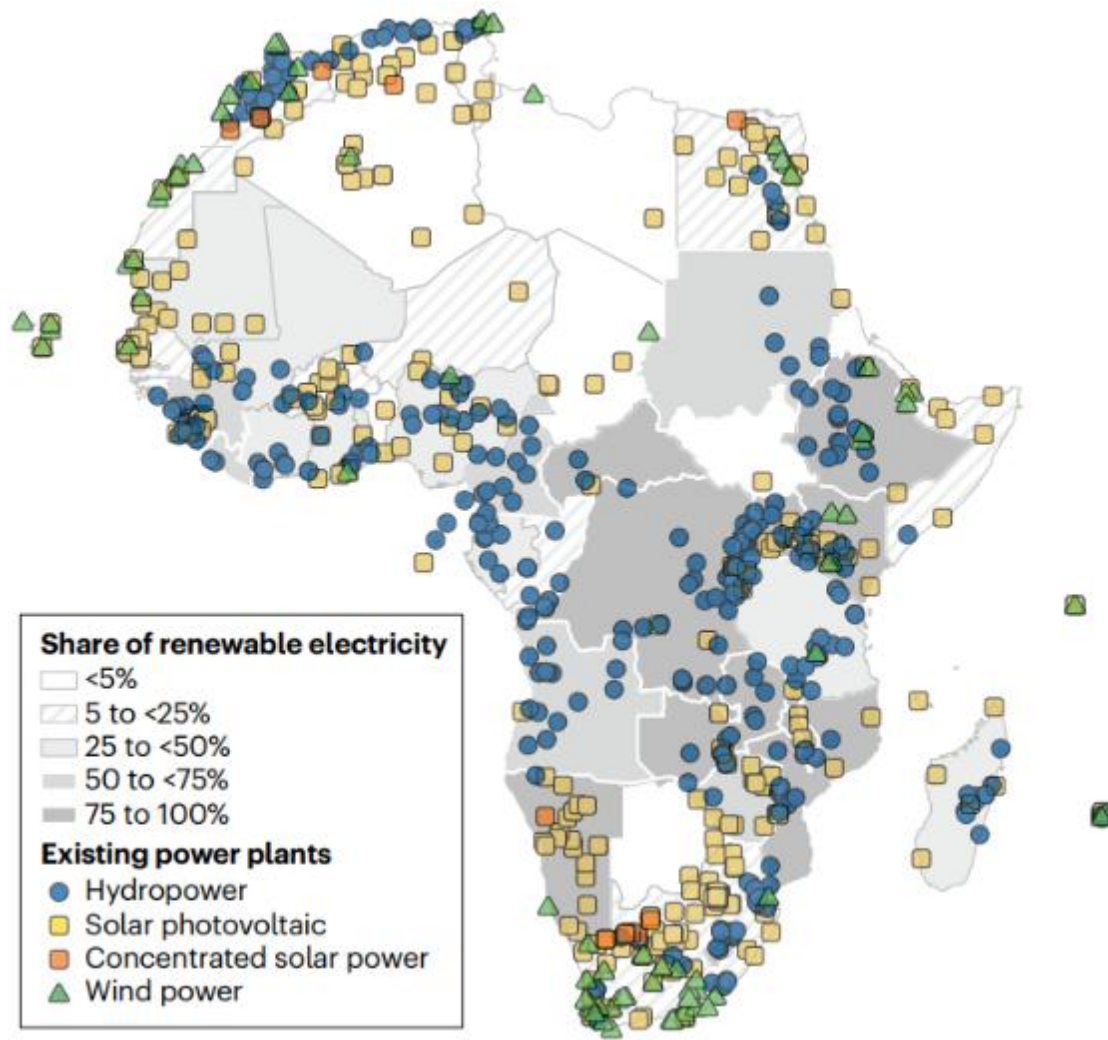 Share of renewable electricity
<5%
5 to <25%
25 to <50%
50 to <75%
75 to 100%
Existing power plants
Hydropower
Solar photovoltaic
Concentrated solar power
Wind power